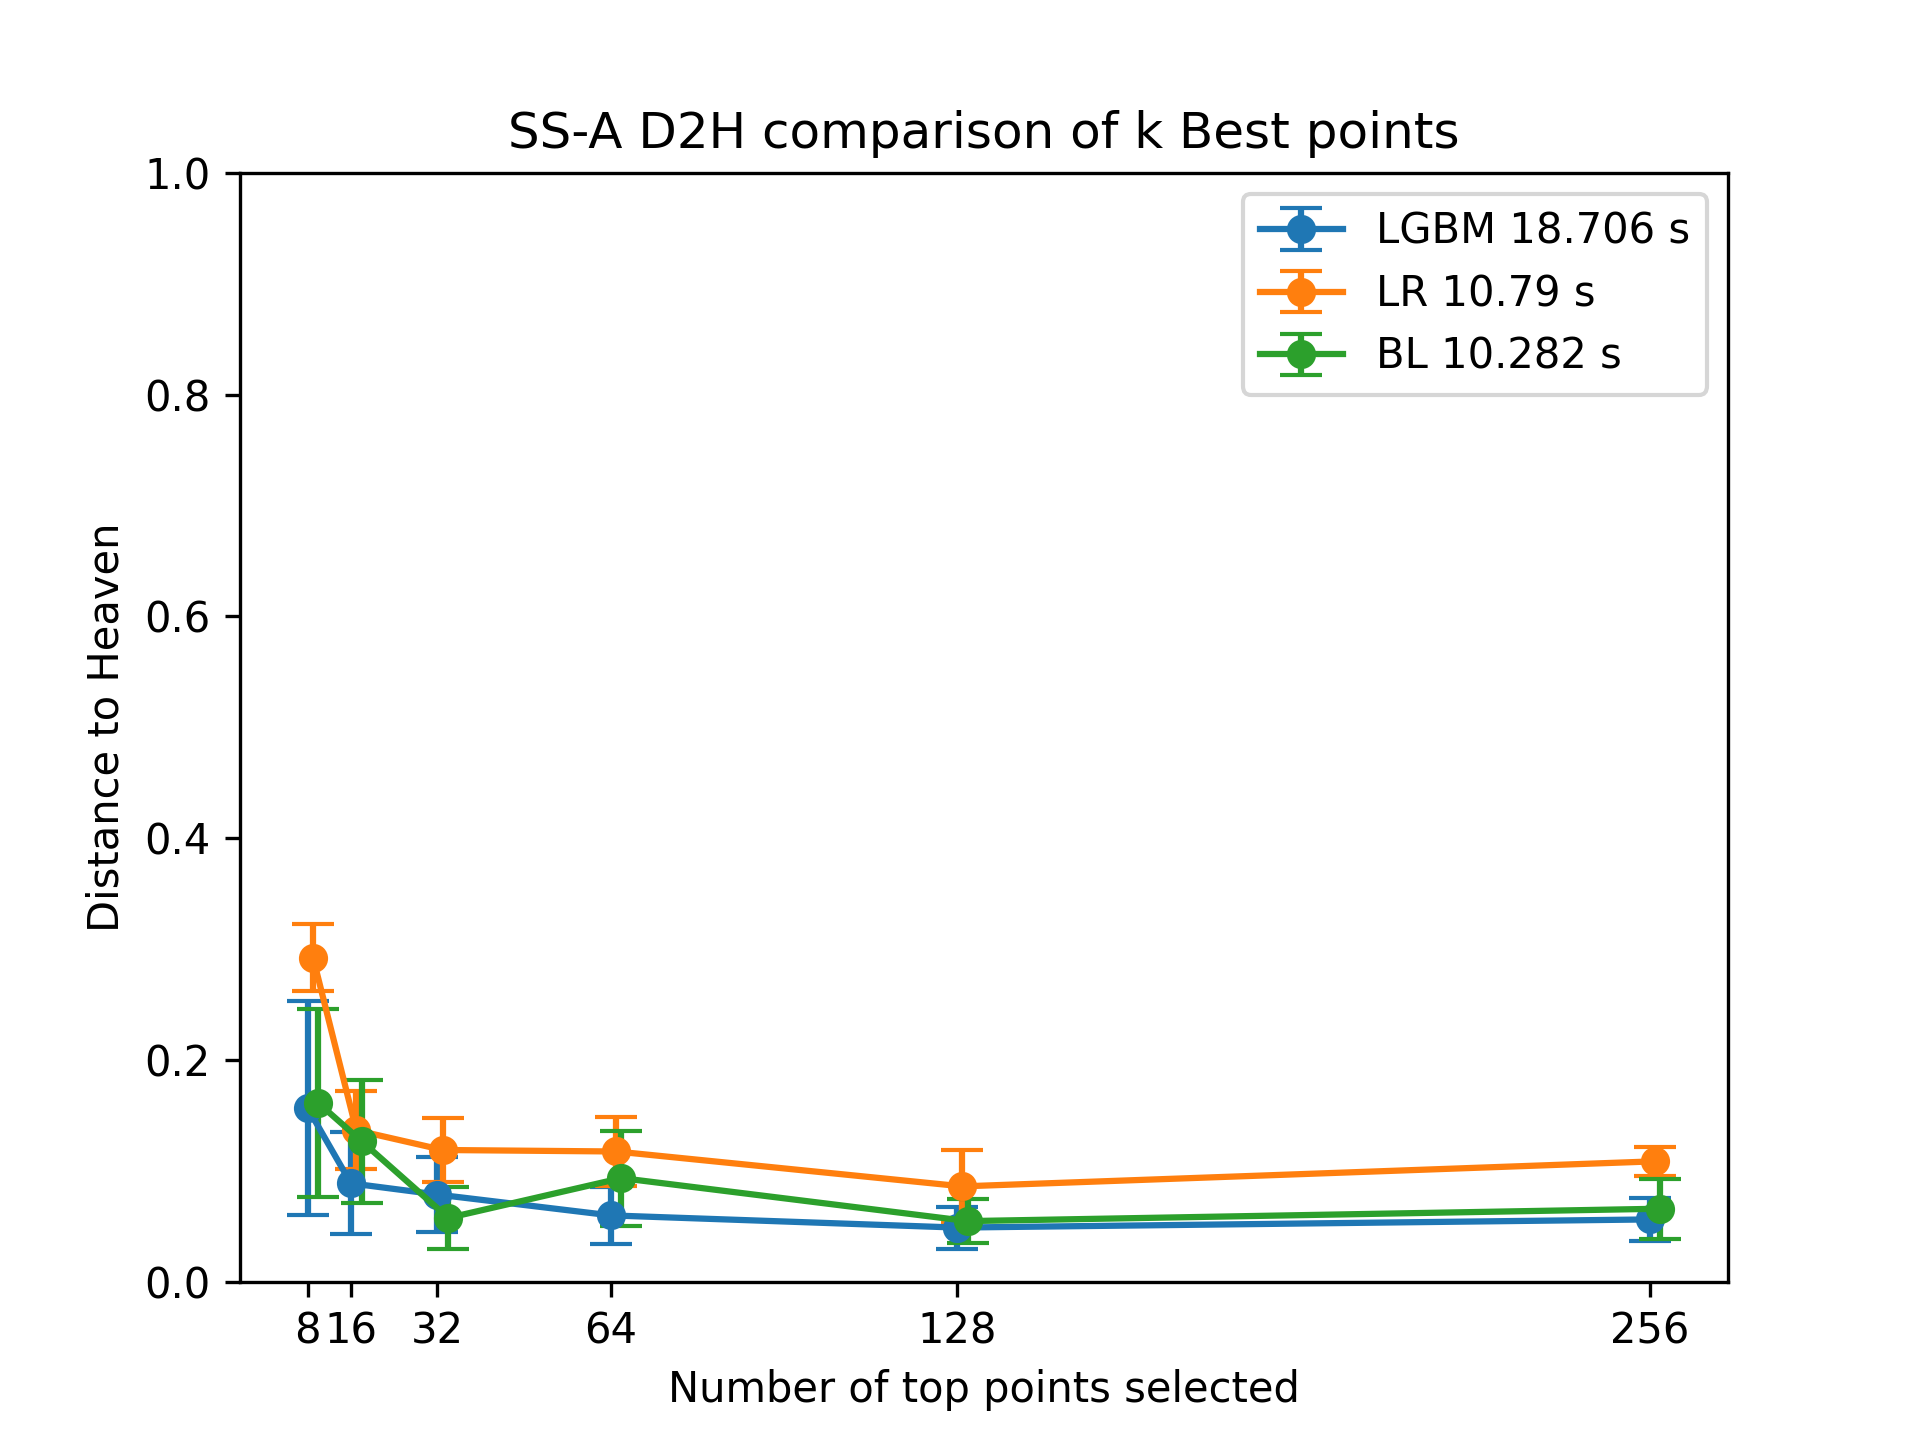 SS-A D2H comparison of k Best points
1.0
0.8
0.6
0.4
0.2
0.0
Distance to Heaven
LGBM 18.706 s
LR 10.79 s
BL 10.282 s
8 16 32 64 128 256
Number of top points selected